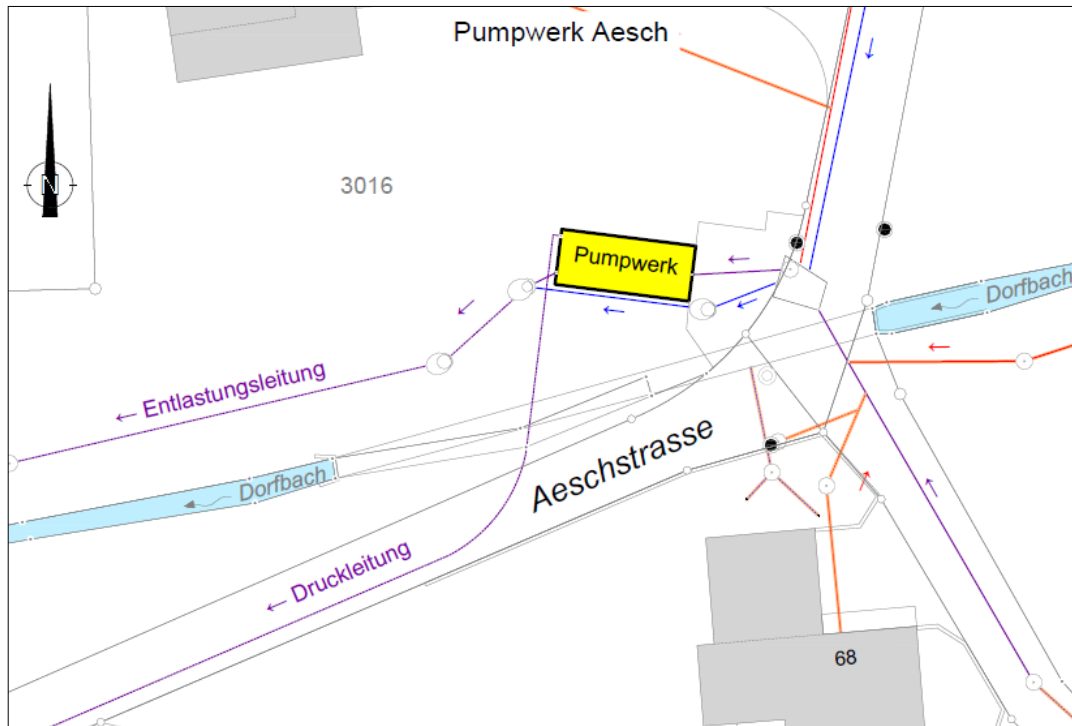 Pumpwerk Aesch
N
3016
Pumpwerk
Dorfbach
← Entlastungsleitung
Aeschstrasse
Dorfbach
← Druckleitung
68